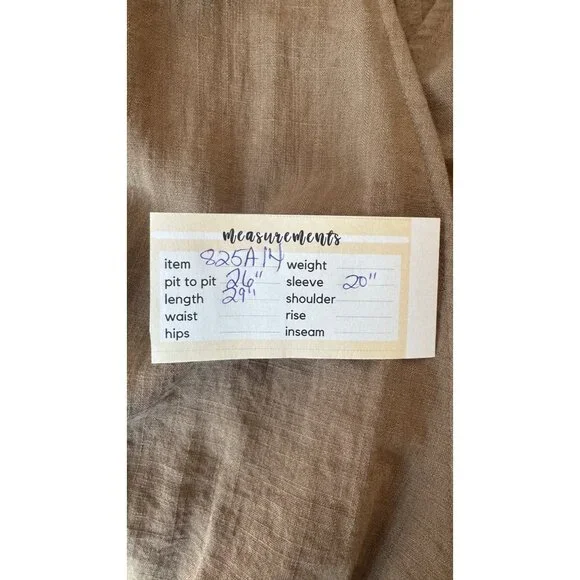 measurements
item 825A14 weight
pit to pit 26" sleeve 20"
length 29" shoulder
waist rise
hips inseam